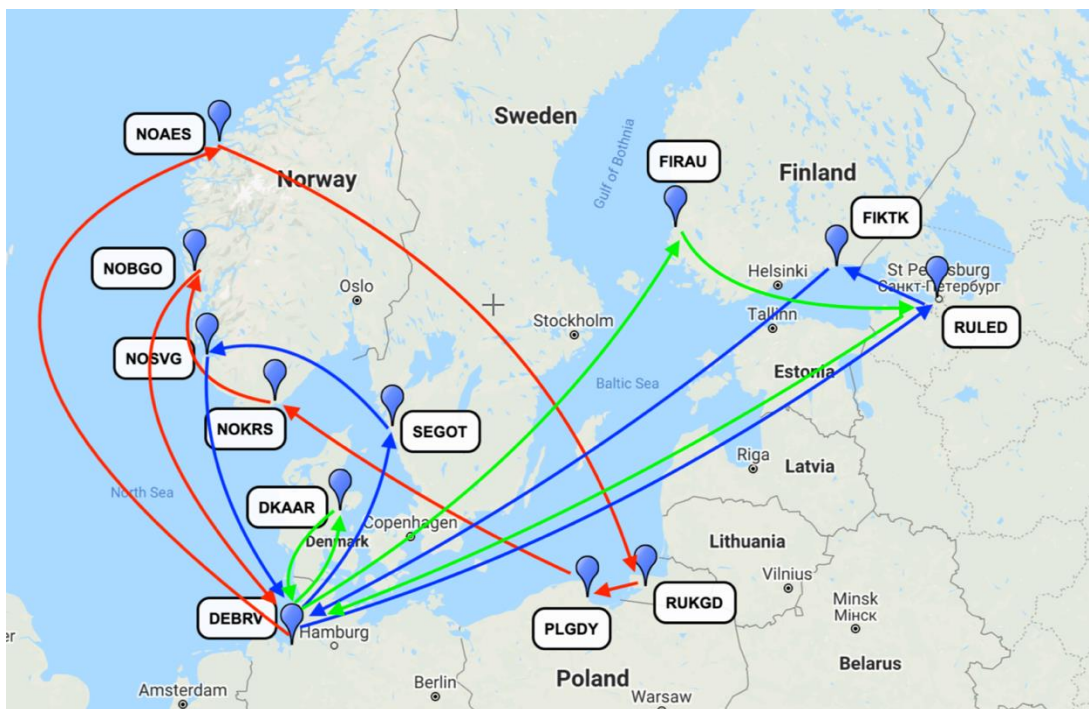 NOAES
Sweden
Norway
Gulf of Bothnia
FIRAU
Finland
FIKTK
NOBGO
Oslo
Helsinki
St Petersburg
Санкт-Петербург
Stockholm
Tallinn
RULED
NOSVG
Estonia
Baltic Sea
NOKRS
SEGOT
Riga
Latvia
North Sea
DKAAR
Copenhagen
Denmark
Lithuania
Vilnius
DEBRV
Hamburg
PLGDY
RUKGD
Minsk
Мінск
Belarus
Poland
Berlin
Amsterdam
Warsaw